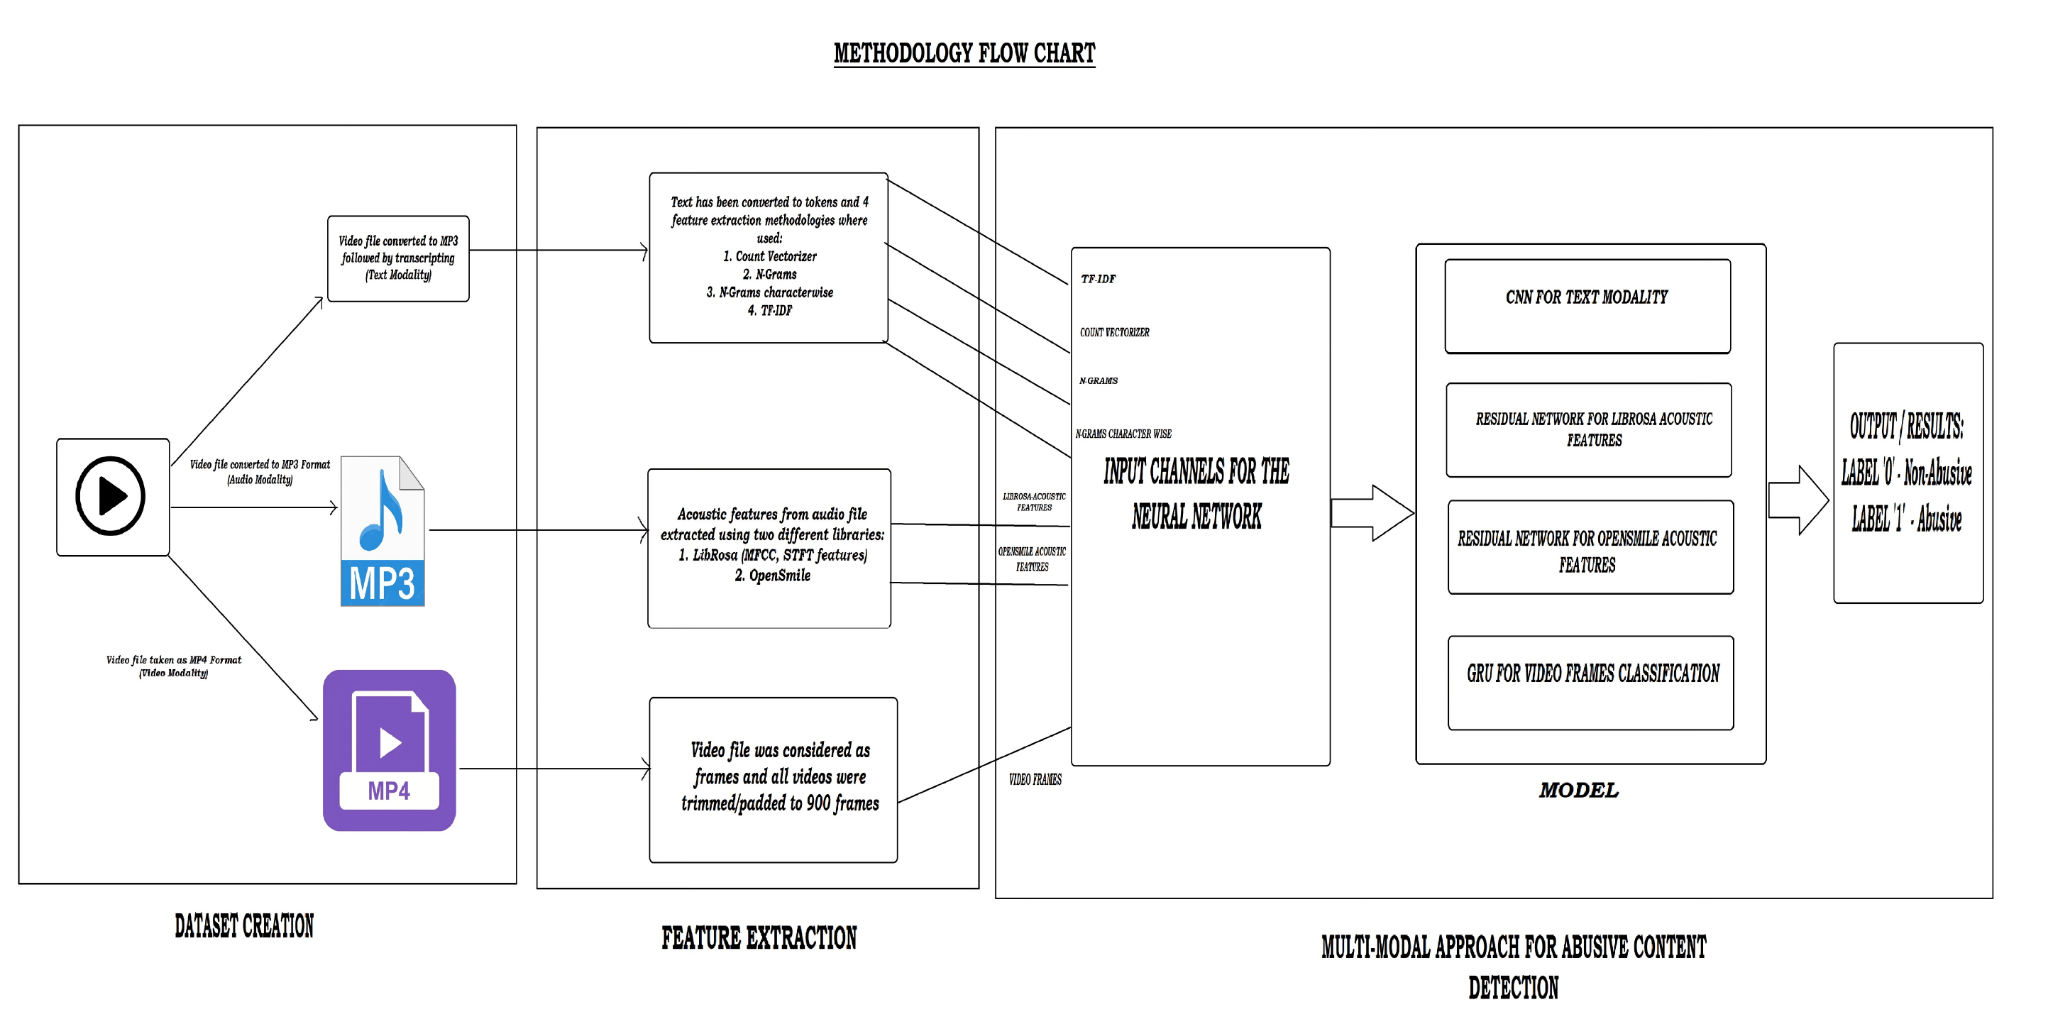 METHODOLOGY FLOW CHART
Video file converted to MP3
followed by transcripting
(Text Modality)
Video file converted to MP3 Format
(Audio Modality)
MP3
Video file taken as MP4 Format
(Video Modality)
MP4
DATASET CREATION
Text has been converted to tokens and 4
feature extraction methodologies where
used:
1. Count Vectorizer
2. N-Grams
3. N-Grams characterwise
4. TF-IDF
Acoustic features from audio file
extracted using two different libraries:
1. LibRosa (MFCC, STFT features)
2. OpenSmile
Video file was considered as
frames and all videos were
trimmed/padded to 900 frames
FEATURE EXTRACTION
TF-IDF
COUNT VECTORIZER
N-GRAMS
N-GRAMS CHARACTER WISE
LIBROSA-ACOUSTIC
FEATURES
OPENSMILE ACOUSTIC
FEATURES
VIDEO FRAMES
INPUT CHANNELS FOR THE
NEURAL NETWORK
CNN FOR TEXT MODALITY
RESIDUAL NETWORK FOR LIBROSA ACOUSTIC
FEATURES
RESIDUAL NETWORK FOR OPENSMILE ACOUSTIC
FEATURES
GRU FOR VIDEO FRAMES CLASSIFICATION
MODEL
OUTPUT / RESULTS:
LABEL '0' - Non-Abusive
LABEL '1' - Abusive
MULTI-MODAL APPROACH FOR ABUSIVE CONTENT
DETECTION